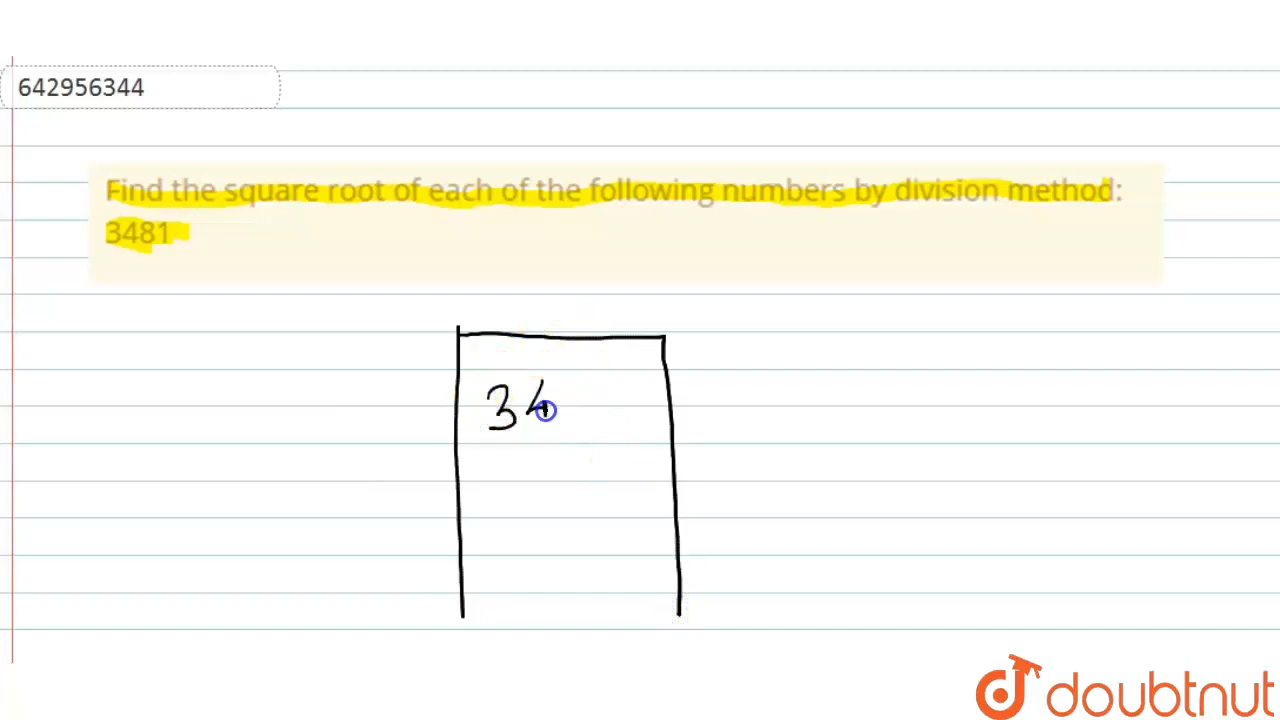 642956344
Find the square root of each of the following numbers by division method:
3481
34
doubtnut